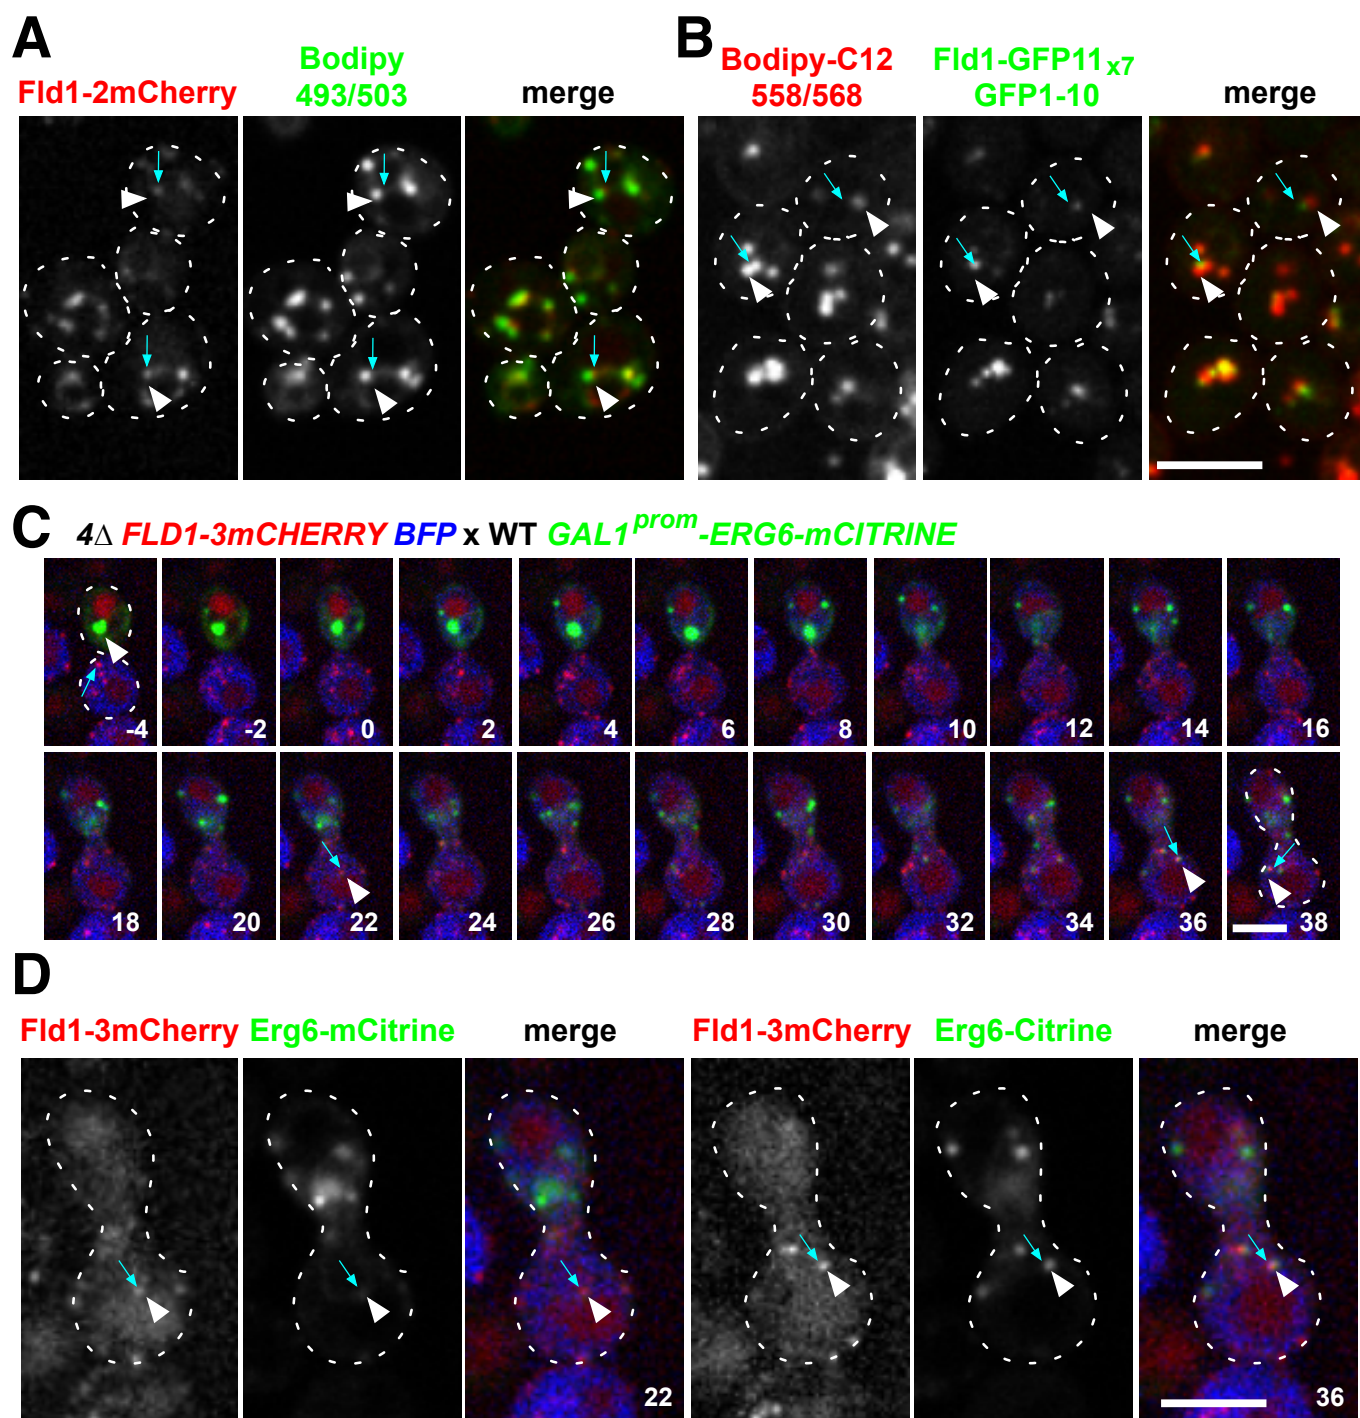 A
Fld1-2mCherry
Bodipy
493/503
merge
B
Bodipy-C12
558/568
Fld1-GFP11x7
GFP1-10
merge
C
4Δ FLD1-3mCHERRY BFP x WT GAL1prom-ERG6-mCITRINE
-4 -2 0 2 4 6 8 10 12 14 16
18 20 22 24 26 28 30 32 34 36 38
D
Fld1-3mCherry Erg6-mCitrine merge Fld1-3mCherry Erg6-Citrine merge
22 36